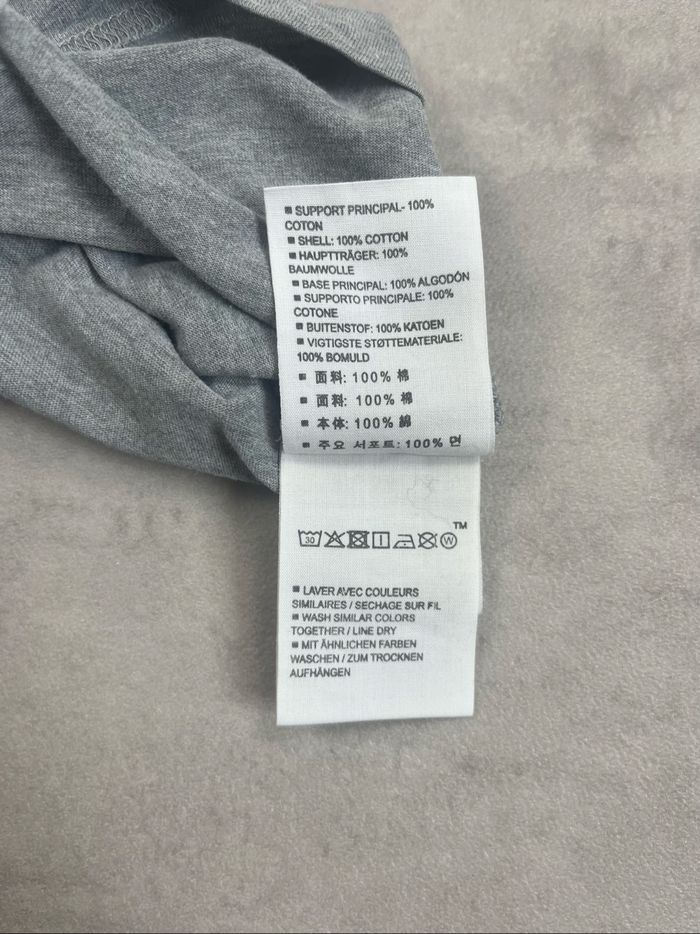 ■ SUPPORT PRINCIPAL- 100%
COTON
■ SHELL: 100% COTTON
■ HAUPTTRÄGER: 100%
BAUMWOLLE
■ BASE PRINCIPAL: 100% ALGODÓN
■ SUPPORTO PRINCIPALE: 100%
COTONE
■ BUITENSTOF: 100% KATOEN
■ VIGTIGSTE STØTTEMATERIALE:
100% BOMULD
■ 面料: 100% 棉
■ 面料: 100% 棉
■ 本体: 100% 綿
■ 주요 서포트: 100% 면
TM
30 W
■ LAVER AVEC COULEURS
SIMILAIRES / SECHAGE SUR FIL
■ WASH SIMILAR COLORS
TOGETHER / LINE DRY
■ MIT ÄHNLICHEN FARBEN
WASCHEN / ZUM TROCKNEN
AUFHÄNGEN